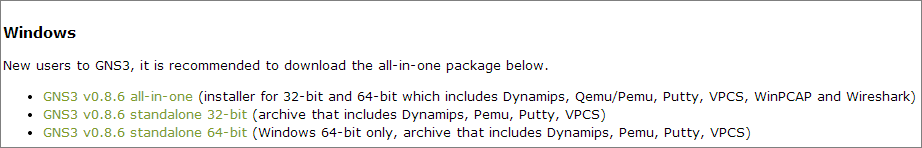 Windows
New users to GNS3, it is recommended to download the all-in-one package below.
• GNS3 v0.8.6 all-in-one (installer for 32-bit and 64-bit which includes Dynamips, Qemu/Pemu, Putty, VPCS, WinPCAP and Wireshark)
• GNS3 v0.8.6 standalone 32-bit (archive that includes Dynamips, Pemu, Putty, VPCS)
• GNS3 v0.8.6 standalone 64-bit (Windows 64-bit only, archive that includes Dynamips, Pemu, Putty, VPCS)